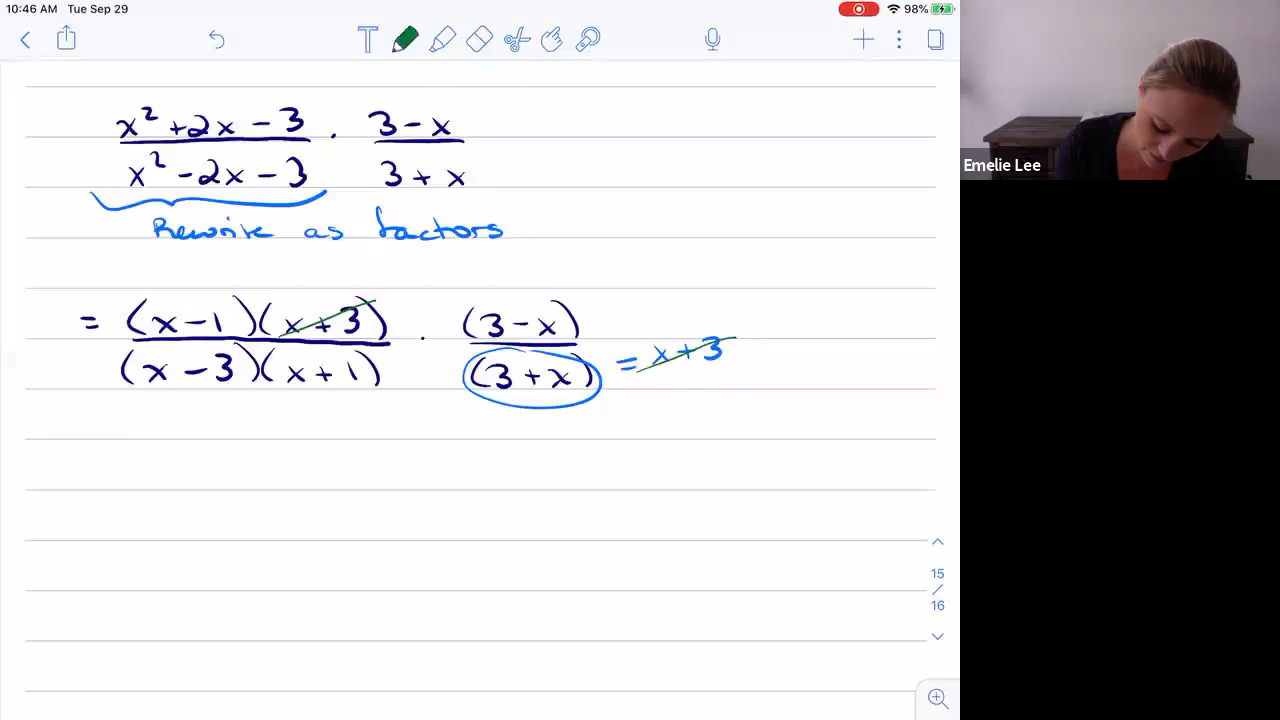 10:46 AM Tue Sep 29 98%
x² + 2x - 3 · 3 - x
x² - 2x - 3 3 + x
Rewrite as factors
= (x - 1)(x + 3) · (3 - x)
(x - 3)(x + 1) (3 + x) = x + 3
15
/
16
Emelie Lee